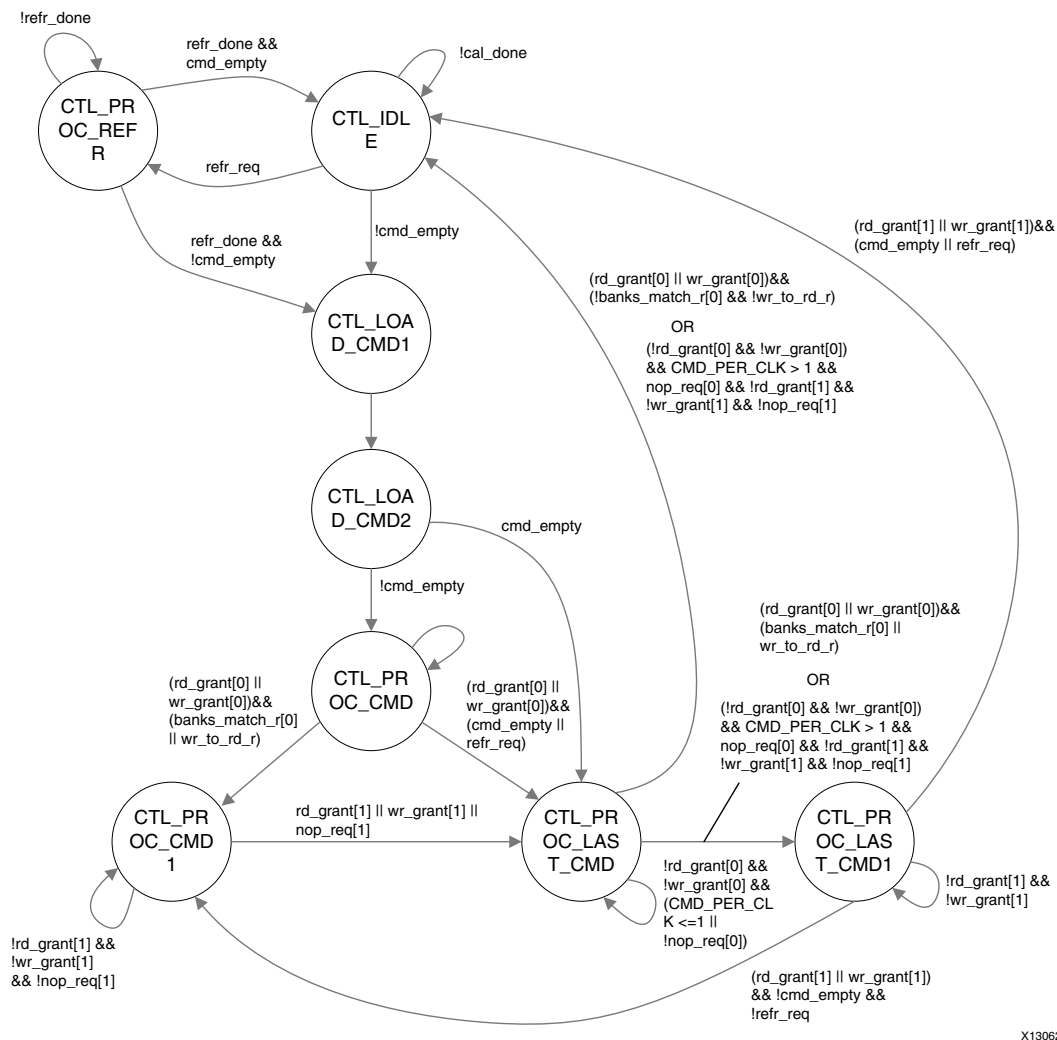 !refr_done
refr_done &&
cmd_empty
!cal_done
CTL_PR
OC_REF
R
CTL_IDL
E
refr_req
!cmd_empty
refr_done &&
!cmd_empty
(rd_grant[1] || wr_grant[1])&&
(cmd_empty || refr_req)
(rd_grant[0] || wr_grant[0])&&
(!banks_match_r[0] && !wr_to_rd_r)
OR
(!rd_grant[0] && !wr_grant[0])
&& CMD_PER_CLK > 1 &&
nop_req[0] && !rd_grant[1] &&
!wr_grant[1] && !nop_req[1]
CTL_LOA
D_CMD1
CTL_LOA
D_CMD2
cmd_empty
!cmd_empty
(rd_grant[0] || wr_grant[0])&&
(banks_match_r[0] ||
wr_to_rd_r)
OR
(!rd_grant[0] && !wr_grant[0])
&& CMD_PER_CLK > 1 &&
nop_req[0] && !rd_grant[1] &&
!wr_grant[1] && !nop_req[1]
CTL_PR
OC_CMD
(rd_grant[0] ||
wr_grant[0])&&
(banks_match_r[0]
|| wr_to_rd_r)
(rd_grant[0] ||
wr_grant[0])&&
(cmd_empty ||
refr_req)
CTL_PR
OC_CMD
1
rd_grant[1] || wr_grant[1] ||
nop_req[1]
CTL_PR
OC_LAS
T_CMD
CTL_PR
OC_LAS
T_CMD1
!rd_grant[0] &&
!wr_grant[0] &&
(CMD_PER_CL
K <=1 ||
!nop_req[0])
!rd_grant[1] &&
!wr_grant[1]
!rd_grant[1] &&
!wr_grant[1]
&& !nop_req[1]
(rd_grant[1] || wr_grant[1])
&& !cmd_empty &&
!refr_req
X13062